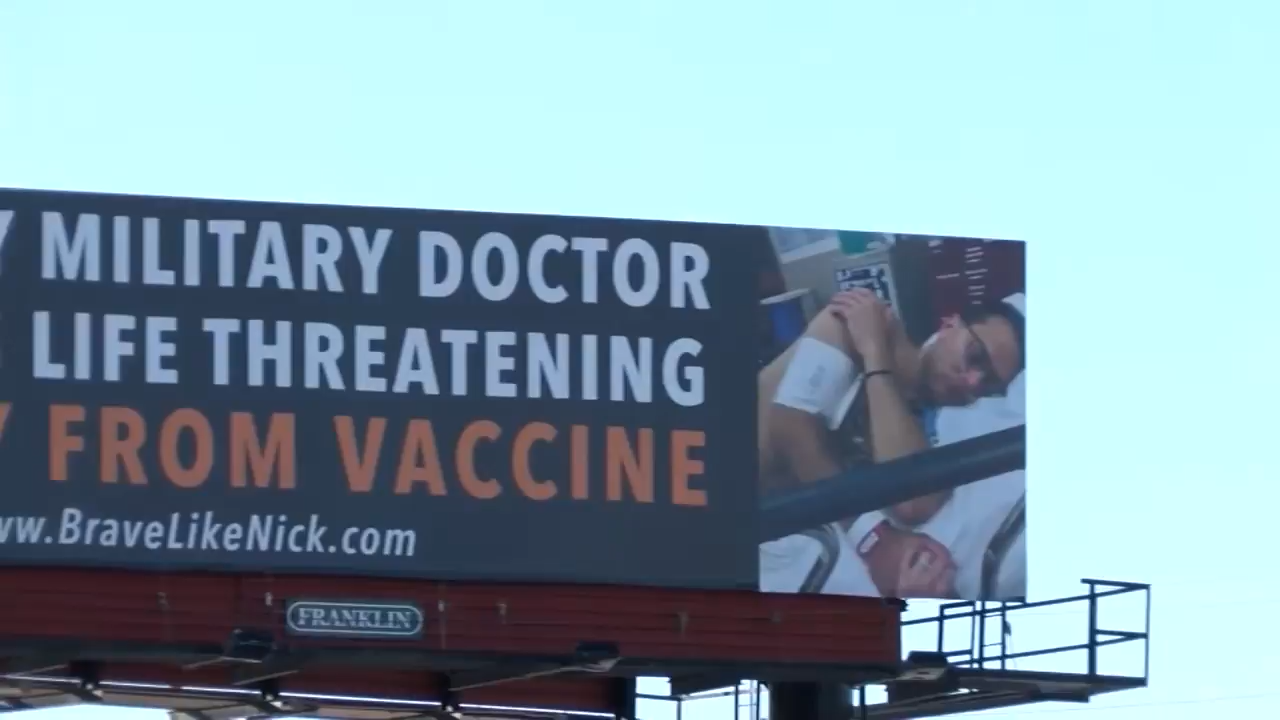 MILITARY DOCTOR
LIFE THREATENING
FROM VACCINE
www.BraveLikeNick.com
FRANKLIN